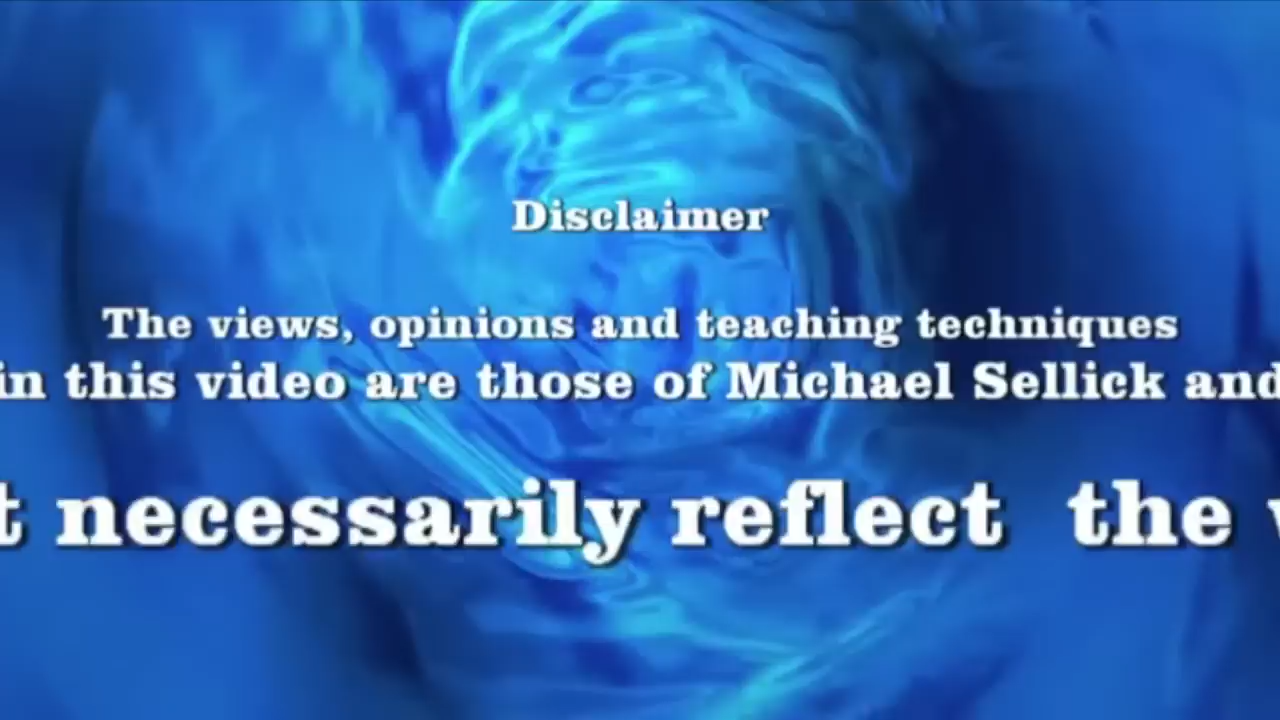 Disclaimer
The views, opinions and teaching techniques
in this video are those of Michael Sellick and
necessarily reflect the